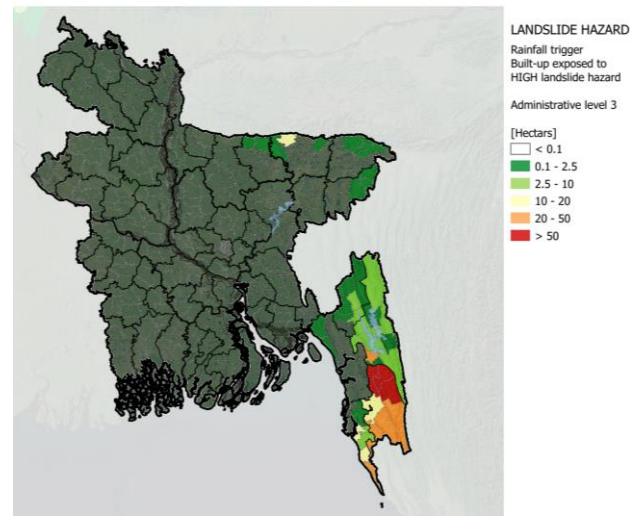 LANDSLIDE HAZARD
Rainfall trigger
Built-up exposed to
HIGH landslide hazard
Administrative level 3
[Hectars]
< 0.1
0.1 - 2.5
2.5 - 10
10 - 20
20 - 50
> 50